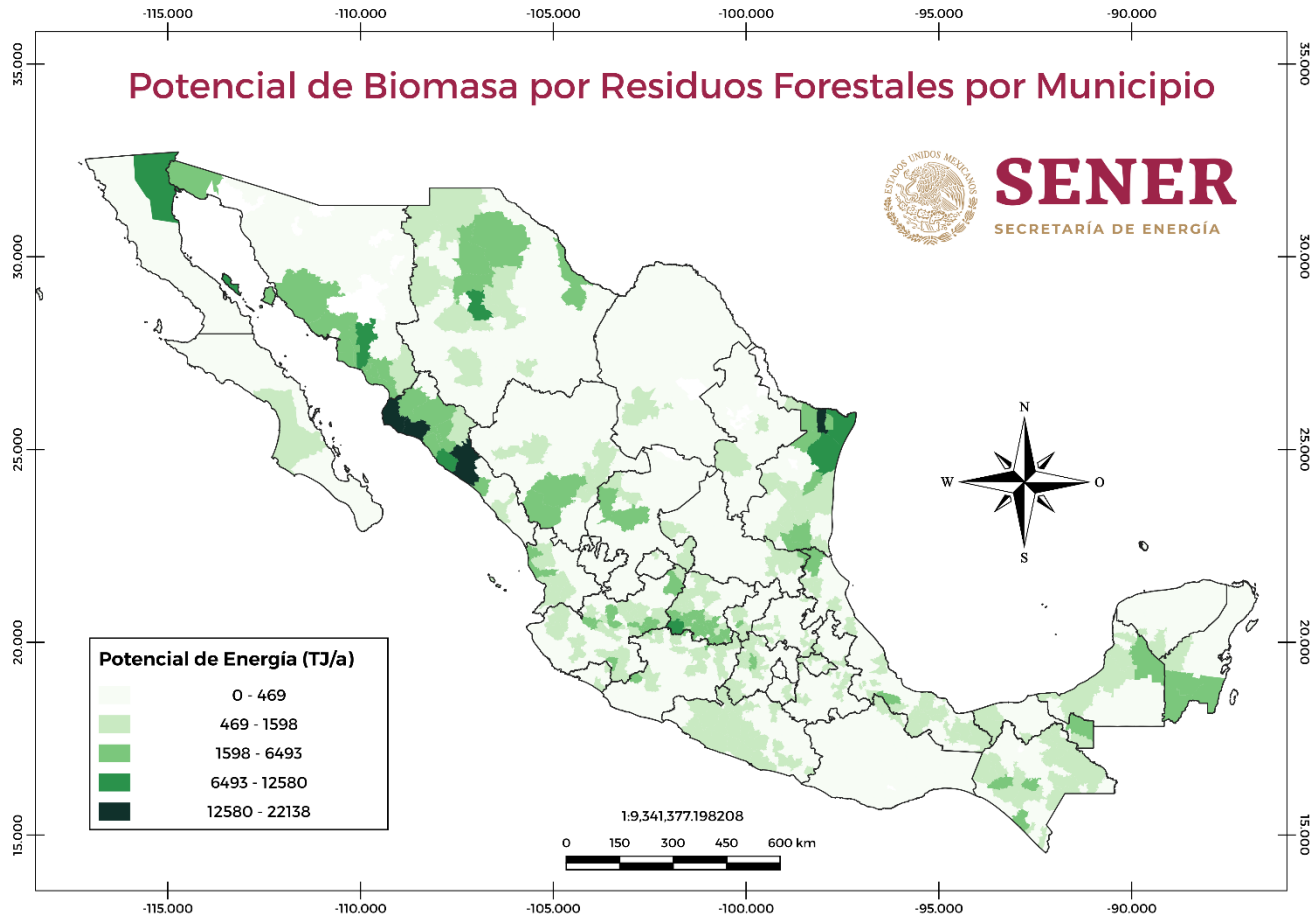 -115.000 -110.000 -105.000 -100.000 -95.000 -90.000
35.000 35.000
Potencial de Biomasa por Residuos Forestales por Municipio
ESTADOS UNIDOS MEXICANOS
SENER
SECRETARÍA DE ENERGÍA
30.000 30.000
25.000 25.000
N
W O
S
20.000 20.000
Potencial de Energía (TJ/a)
0 - 469
469 - 1598
1598 - 6493
6493 - 12580
12580 - 22138
1:9,341,377.198208
0 150 300 450 600 km
15.000 15.000
-115.000 -110.000 -105.000 -100.000 -95.000 -90.000